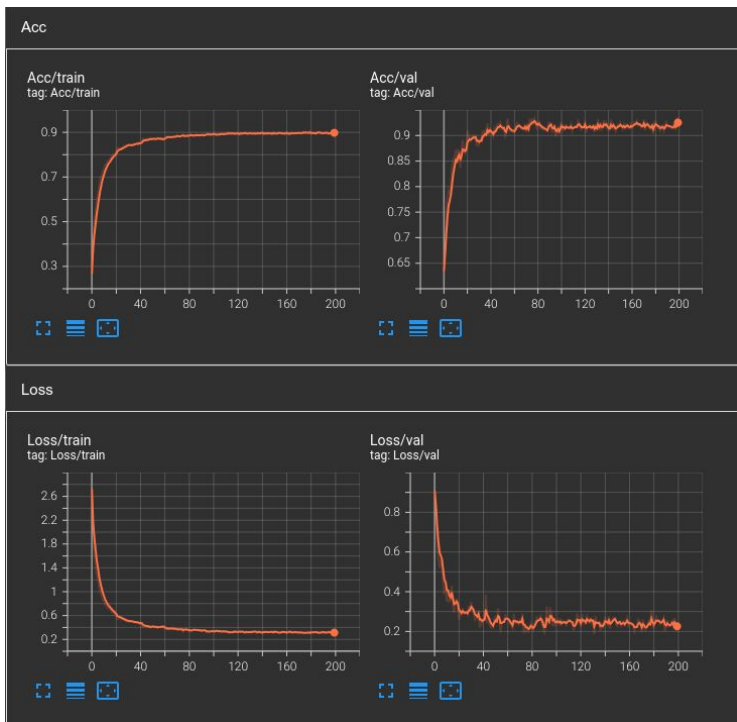 Acc
Acc/train
tag: Acc/train
0.9
0.7
0.5
0.3
0 40 80 120 160 200
Acc/val
tag: Acc/val
0.9
0.85
0.8
0.75
0.7
0.65
0 40 80 120 160 200
Loss
Loss/train
tag: Loss/train
2.6
2.2
1.8
1.4
1
0.6
0.2
0 40 80 120 160 200
Loss/val
tag: Loss/val
0.8
0.6
0.4
0.2
0 40 80 120 160 200